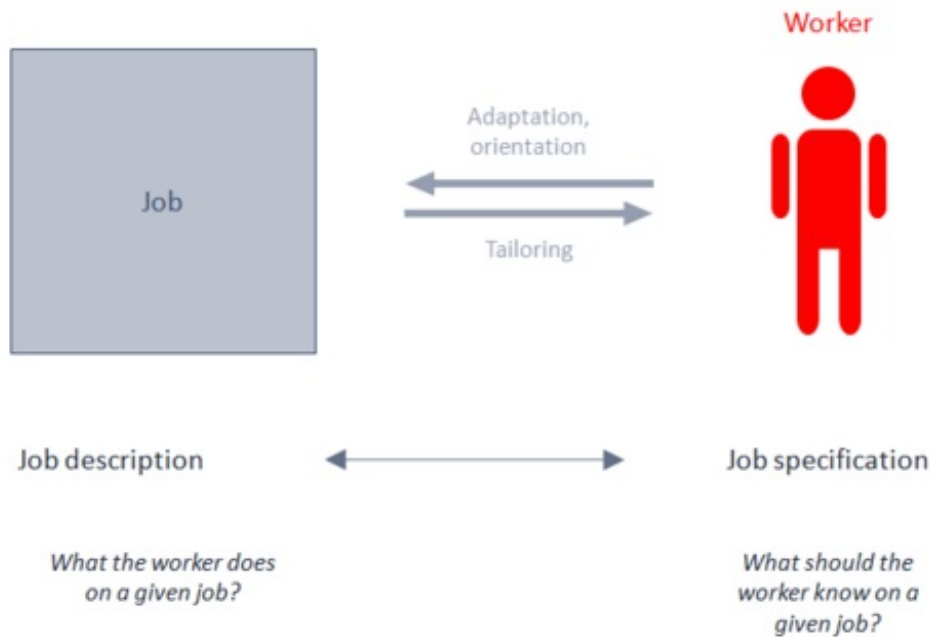 Worker
Adaptation,
orientation
Job
Tailoring
Job description
Job specification
What the worker does
on a given job?
What should the
worker know on a
given job?